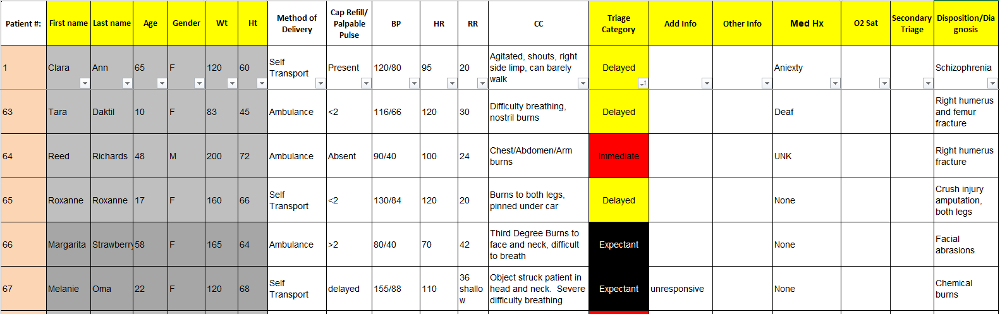 Patient #: First name Last name Age Gender Wt Ht Method of Delivery Cap Refill/ Palpable Pulse BP HR RR CC Triage Category Add Info Other Info Med Hx O2 Sat Secondary Triage Disposition/Dia gnosis
1 Clara Ann 65 F 120 60 Self Transport Present 120/80 95 20 Agitated, shouts, right side limp, can barely walk Delayed Aniexty Schizophrenia
63 Tara Daktil 10 F 83 45 Ambulance <2 116/66 120 30 Difficulty breathing, nostril burns Delayed Deaf Right humerus and femur fracture
64 Reed Richards 48 M 200 72 Ambulance Absent 90/40 100 24 Chest/Abdomen/Arm burns Immediate UNK Right humerus fracture
65 Roxanne Roxanne 17 F 160 66 Self Transport <2 130/84 120 20 Burns to both legs, pinned under car Delayed None Crush injury amputation, both legs
66 Margarita Strawberry 58 F 165 64 Ambulance >2 80/40 70 42 Third Degree Burns to face and neck, difficult to breath Expectant None Facial abrasions
67 Melanie Oma 22 F 120 68 Self Transport delayed 155/88 110 36 shallo w Object struck patient in head and neck. Severe difficulty breathing Expectant unresponsive None Chemical burns